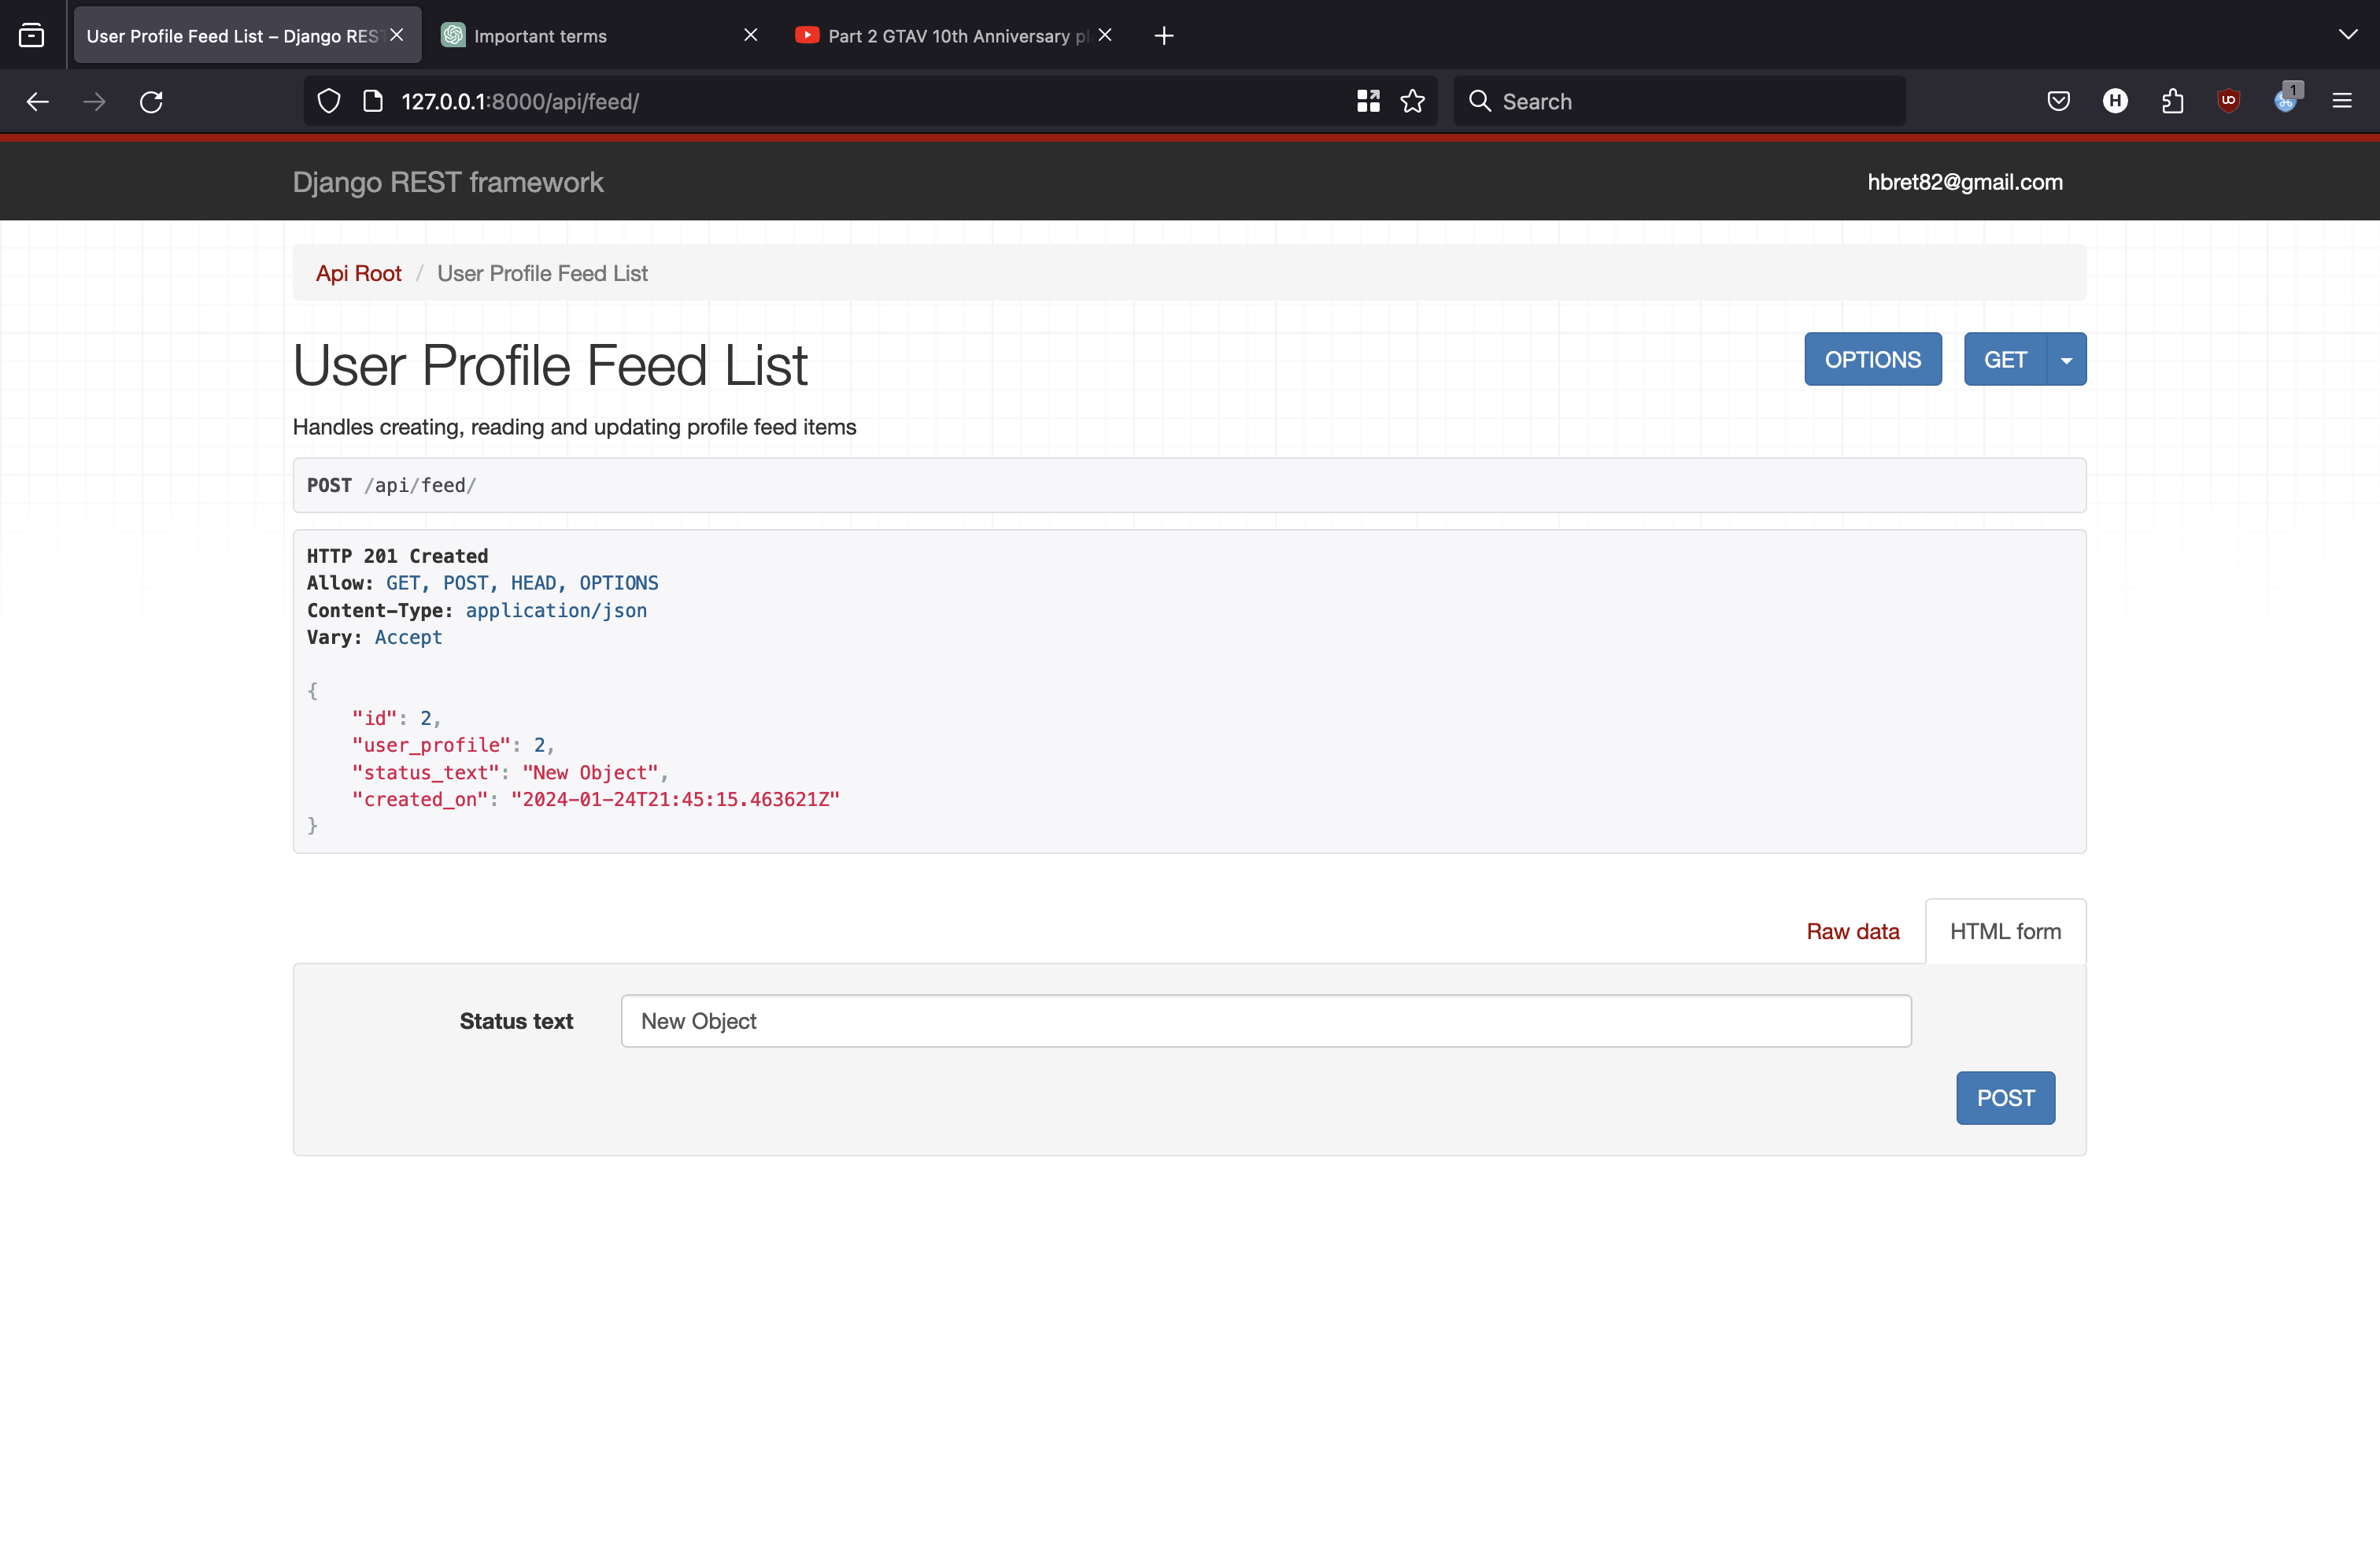 User Profile Feed List – Django RES
Important terms
Part 2 GTAV 10th Anniversary pl
127.0.0.1:8000/api/feed/
Search
H
UO
1
Django REST framework
hbret82@gmail.com
Api Root / User Profile Feed List
User Profile Feed List
OPTIONS
GET
Handles creating, reading and updating profile feed items
POST /api/feed/
HTTP 201 Created
Allow: GET, POST, HEAD, OPTIONS
Content-Type: application/json
Vary: Accept
{
"id": 2,
"user_profile": 2,
"status_text": "New Object",
"created_on": "2024-01-24T21:45:15.463621Z"
}
Raw data
HTML form
Status text
New Object
POST